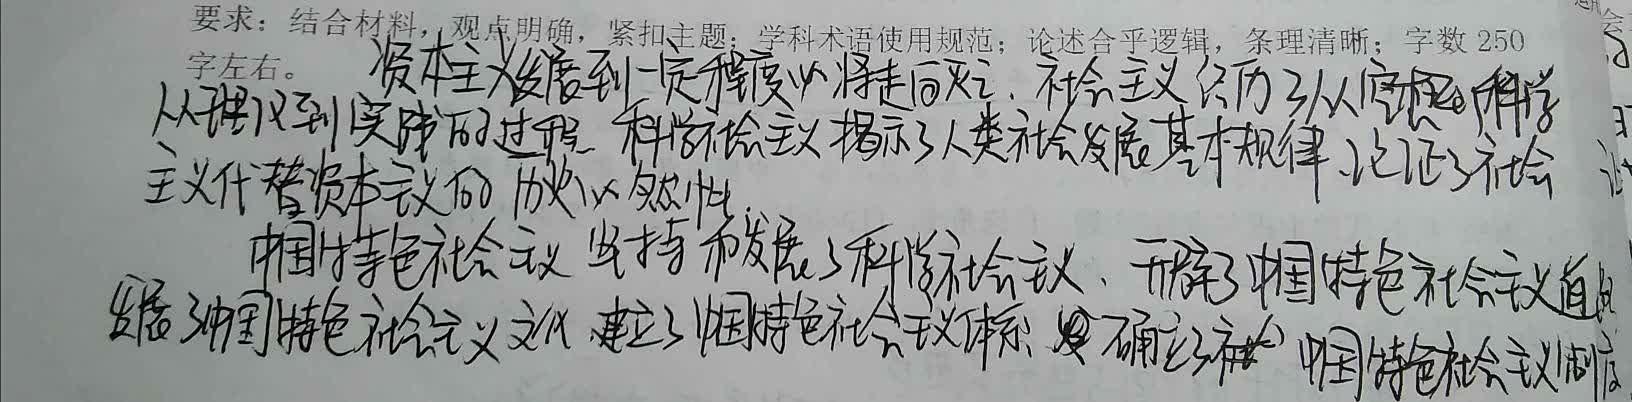 要求：结合材料，观点明确，紧扣主题；学科术语使用规范；论述合乎逻辑，条理清晰；字数 250
字左右。
资本主义发展到一定程度必将走向灭亡、社会主义经历了从空想到科学
从理论到实践的过程 科学社会主义揭示了人类社会发展基本规律、论证了社会
主义代替资本主义的历史必然性、
中国特色社会主义坚持和发展了科学社会主义、开辟了中国特色社会主义道路
发展了中国特色社会主义文化 建立了中国特色社会主义体系 确立了 中国特色社会主义制度